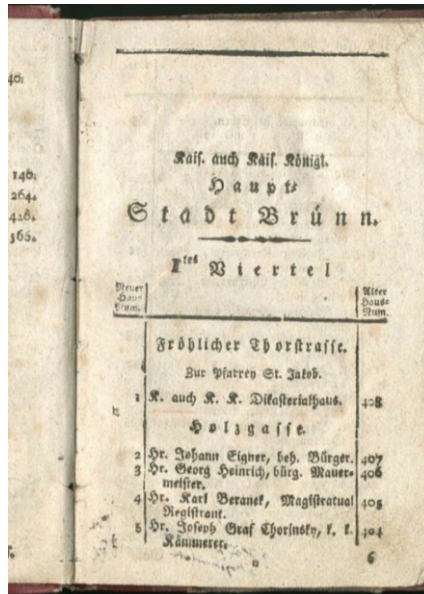 40.
146.
264.
426.
166.
Kais. auch Kais. Königl.
Haupt-
Stadt Brünn.
1tes Viertel
Neuer Haus Num.
Alter Haus-Num.
Fröhlicher Thorstrasse.
Zur Pfarrey St. Jakob.
1 K. auch K. K. Dikasterialhaus. 408
Holzgasse.
2 Hr. Johann Eigner, beh. Bürger. 407
3 Hr. Georg Heinrich, bürg. Mauer- 406
meister.
4 Hr. Karl Beranek, Magistratual 405
Registrant.
5 Hr. Joseph Graf Chorinsky, k. k. 404
Kämmerer.
6